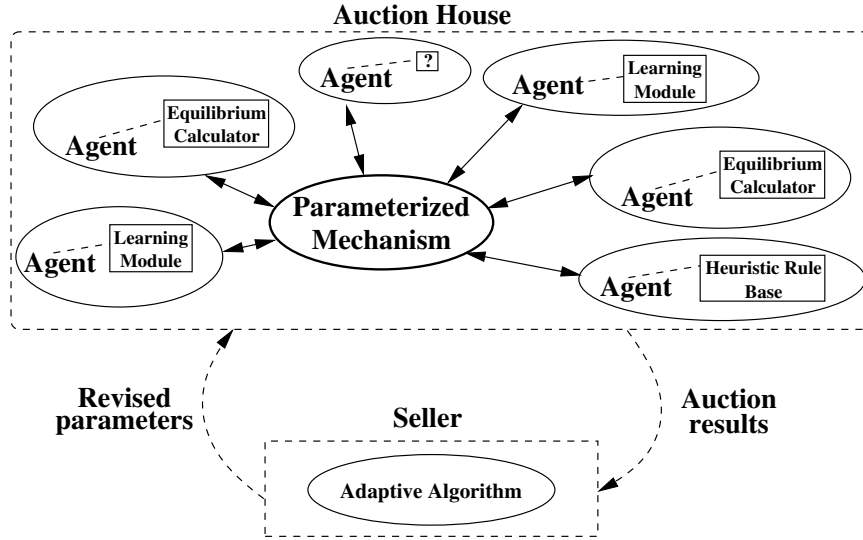 Auction House
Agent
?
Agent
Learning
Module
Agent
Equilibrium
Calculator
Agent
Equilibrium
Calculator
Parameterized
Mechanism
Agent
Learning
Module
Agent
Heuristic Rule
Base
Revised
parameters
Seller
Auction
results
Adaptive Algorithm